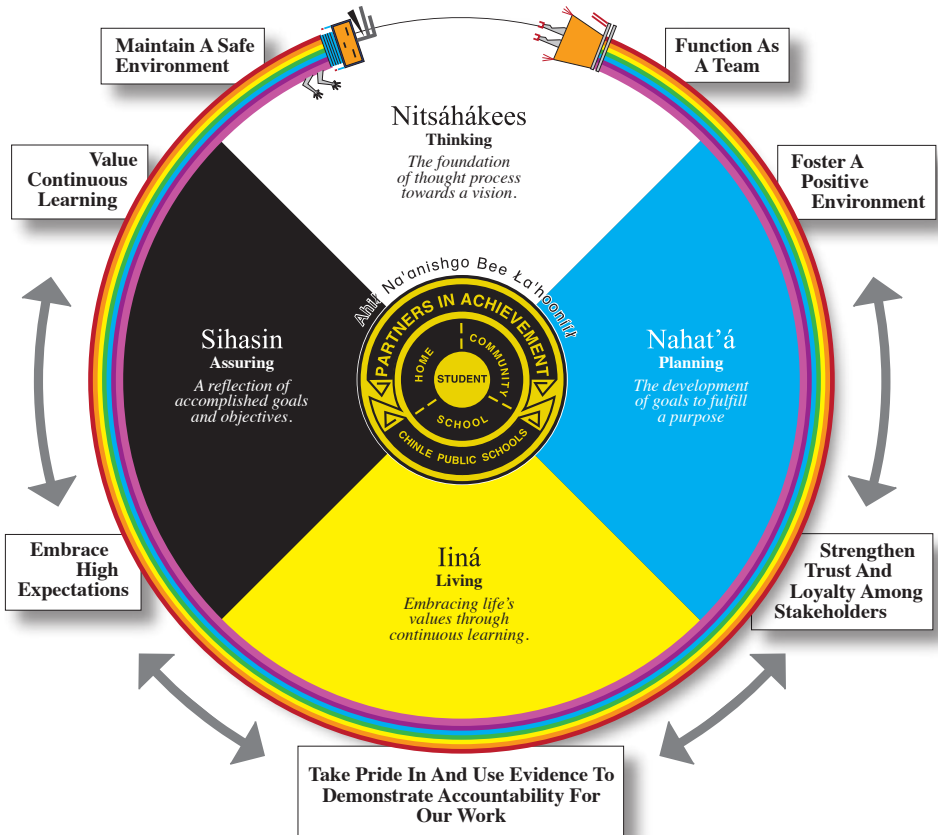 Maintain A Safe
Environment
Function As
A Team
Value
Continuous
Learning
Foster A
Positive
Environment
Nitsáhákees
Thinking
The foundation
of thought process
towards a vision.
Sihasin
Assuring
A reflection of
accomplished goals
and objectives.
Na'anishgo Bee Ła'hooniił
PARTNERS IN ACHIEVEMENT
HOME
COMMUNITY
STUDENT
SCHOOL
CHINLE PUBLIC SCHOOLS
Nahat'á
Planning
The development
of goals to fulfill
a purpose
Iiná
Living
Embracing life's
values through
continuous learning.
Embrace
High
Expectations
Strengthen
Trust And
Loyalty Among
Stakeholders
Take Pride In And Use Evidence To
Demonstrate Accountability For
Our Work